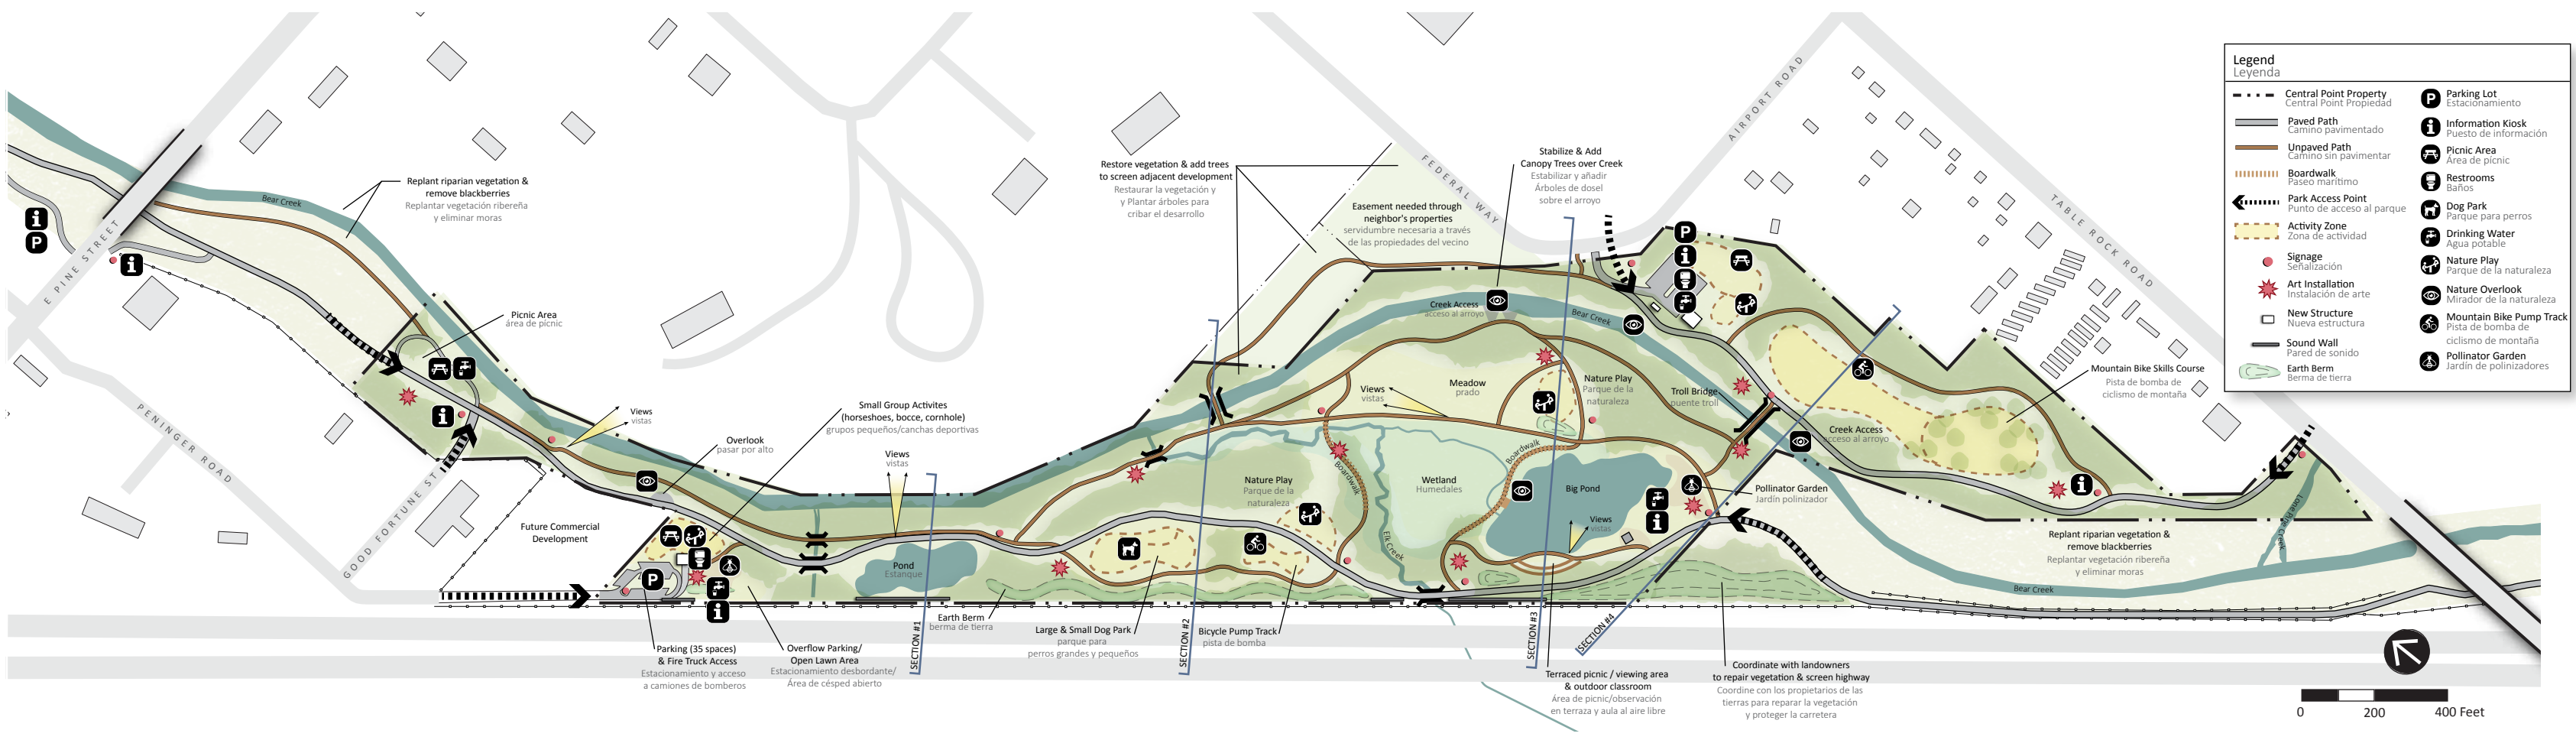 E PINE STREET
Bear Creek
Replant riparian vegetation &
remove blackberries
Replantar vegetación ribereña
y eliminar moras
PENINGER ROAD
GOOD FORTUNE ST
Picnic Area
área de picnic
Views
vistas
Overlook
pasar por alto
Small Group Activites
(horseshoes, bocce, cornhole)
grupos pequeños/canchas deportivas
Views
vistas
Future Commercial
Development
Pond
Estanque
Parking (35 spaces)
& Fire Truck Access
Estacionamiento y acceso
a camiones de bomberos
Overflow Parking/
Open Lawn Area
Estacionamiento desbordante/
Área de césped abierto
SECTION #1
Earth Berm
berma de tierra
Large & Small Dog Park
parque para
perros grandes y pequeños
SECTION #2
Bicycle Pump Track
pista de bomba
Restore vegetation & add trees
to screen adjacent development
Restaurar la vegetación y
y Plantar árboles para
cribar el desarrollo
Easement needed through
neighbor's properties
servidumbre necesaria a través
de las propiedades del vecino
Stabilize & Add
Canopy Trees over Creek
Estabilizar y añadir
Árboles de dosel
sobre el arroyo
FEDERAL WAY
AIRPORT ROAD
TABLE ROCK ROAD
Creek Access
acceso al arroyo
Bear Creek
Views
vistas
Meadow
prado
Nature Play
Parque de la
naturaleza
Troll Bridge
puente troll
Nature Play
Parque de la
naturaleza
Boardwalk
Wetland
Humedales
Boardwalk
Elk Creek
Big Pond
Views
vistas
Pollinator Garden
Jardín polinizador
Creek Access
acceso al arroyo
Mountain Bike Skills Course
Pista de bomba de
ciclismo de montaña
SECTION #3
SECTION #4
Terraced picnic / viewing area
& outdoor classroom
Área de picnic/observación
en terraza y aula al aire libre
Coordinate with landowners
to repair vegetation & screen highway
Coordine con los propietarios de las
tierras para reparar la vegetación
y proteger la carretera
Replant riparian vegetation &
remove blackberries
Replantar vegetación ribereña
y eliminar moras
Bear Creek
Lone Pine Creek
Legend
Leyenda
Central Point Property
Central Point Propiedad
Paved Path
Camino pavimentado
Unpaved Path
Camino sin pavimentar
Boardwalk
Paseo marítimo
Park Access Point
Punto de acceso al parque
Activity Zone
Zona de actividad
Signage
Señalización
Art Installation
Instalación de arte
New Structure
Nueva estructura
Sound Wall
Pared de sonido
Earth Berm
Berma de tierra
P
Parking Lot
Estacionamiento
i
Information Kiosk
Puesto de información
Picnic Area
Área de picnic
Restrooms
Baños
Dog Park
Parque para perros
Drinking Water
Agua potable
Nature Play
Parque de la naturaleza
Nature Overlook
Mirador de la naturaleza
Mountain Bike Pump Track
Pista de bomba de
ciclismo de montaña
Pollinator Garden
Jardín de polinizadores
0 200 400 Feet